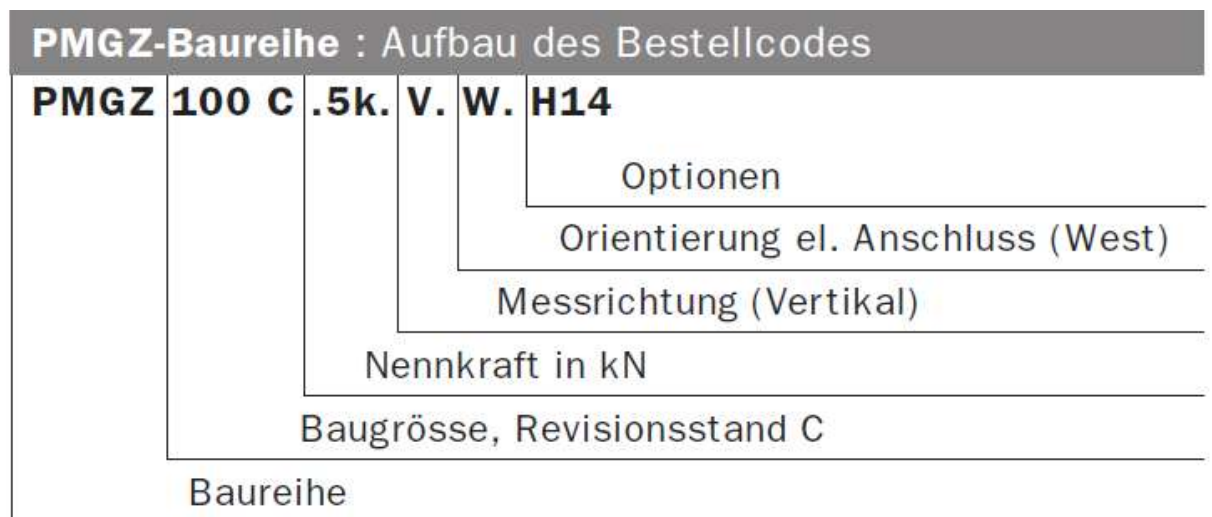 PMGZ-Baureihe : Aufbau des Bestellcodes
PMGZ 100 C .5k. V. W. H14
Optionen
Orientierung el. Anschluss (West)
Messrichtung (Vertikal)
Nennkraft in kN
Baugrösse, Revisionsstand C
Baureihe